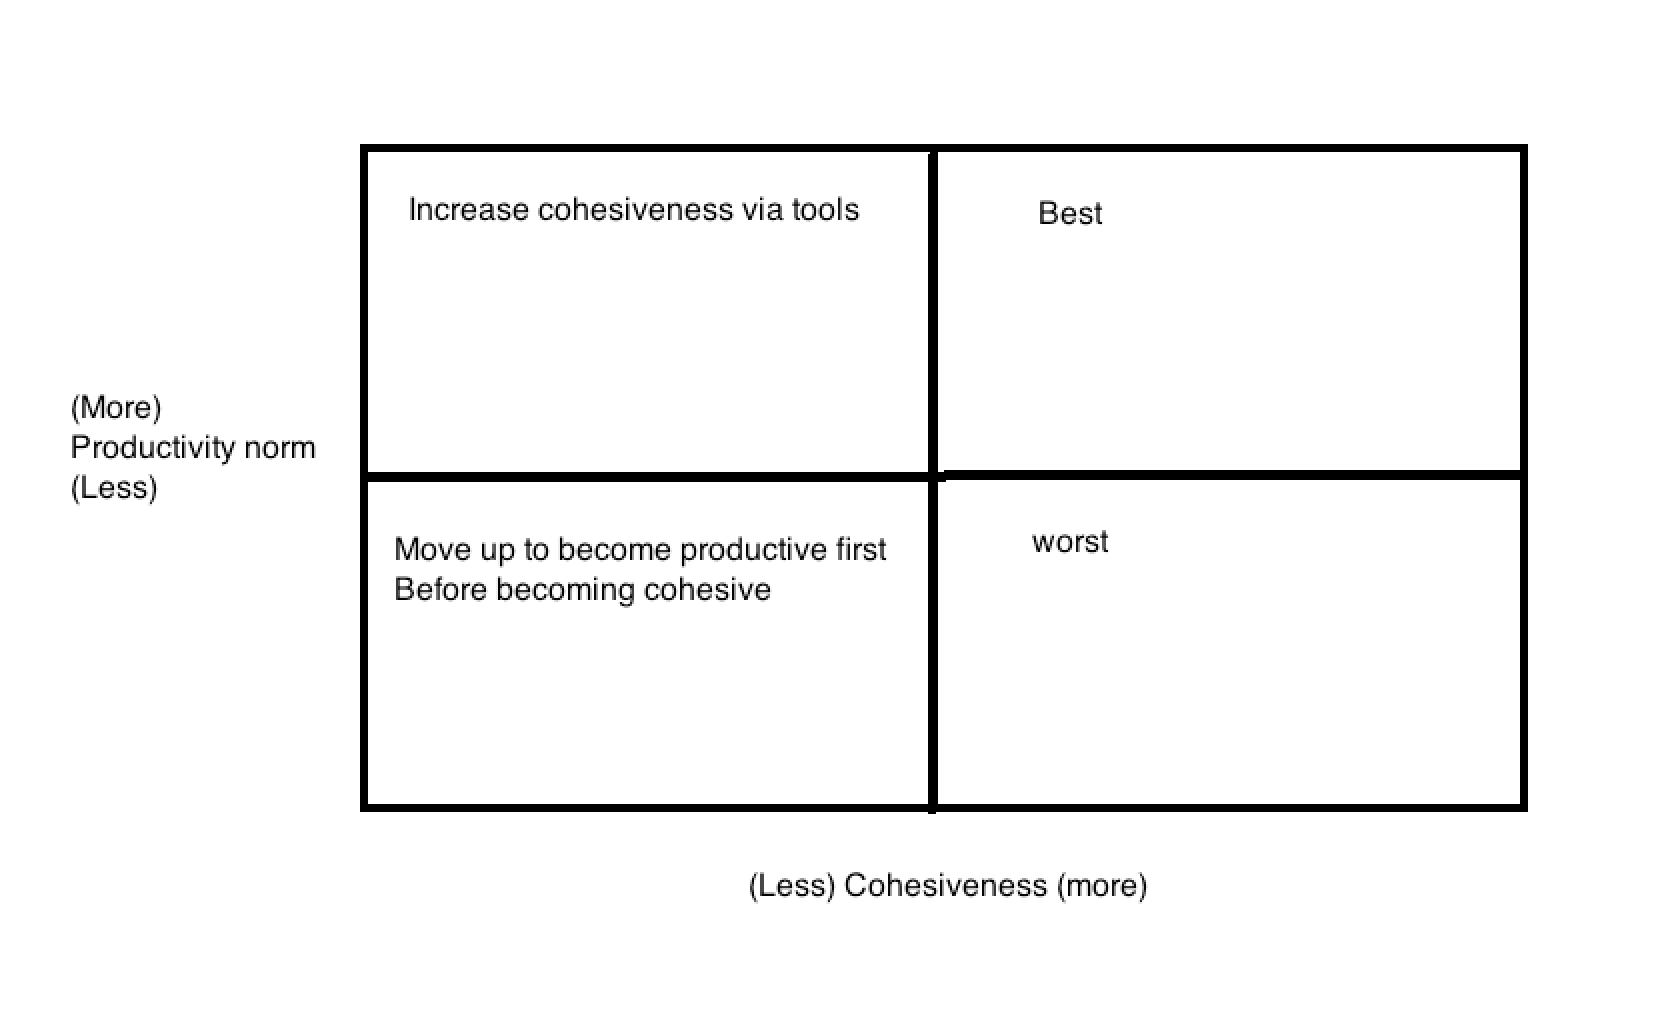 Increase cohesiveness via tools
Best
(More)
Productivity norm
(Less)
Move up to become productive first
Before becoming cohesive
worst
(Less) Cohesiveness (more)